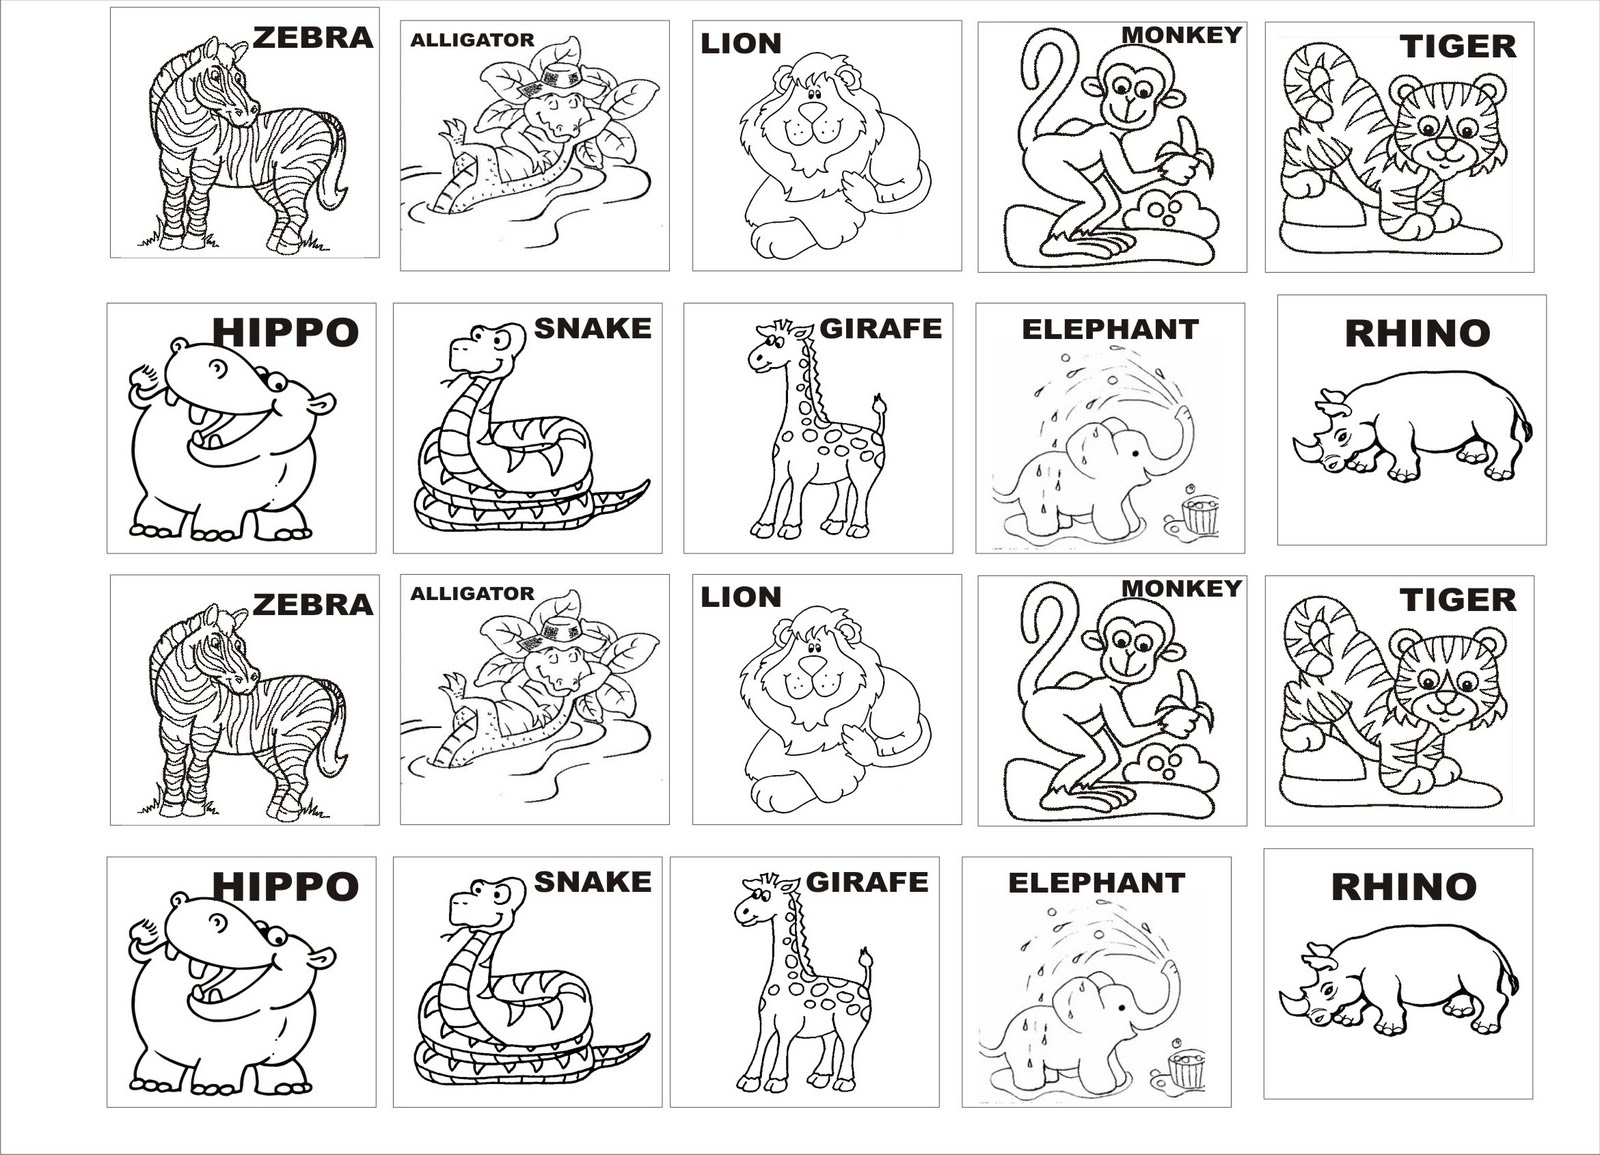 ZEBRA
ALLIGATOR
LION
MONKEY
TIGER
HIPPO
SNAKE
GIRAFE
ELEPHANT
RHINO
ZEBRA
ALLIGATOR
LION
MONKEY
TIGER
HIPPO
SNAKE
GIRAFE
ELEPHANT
RHINO